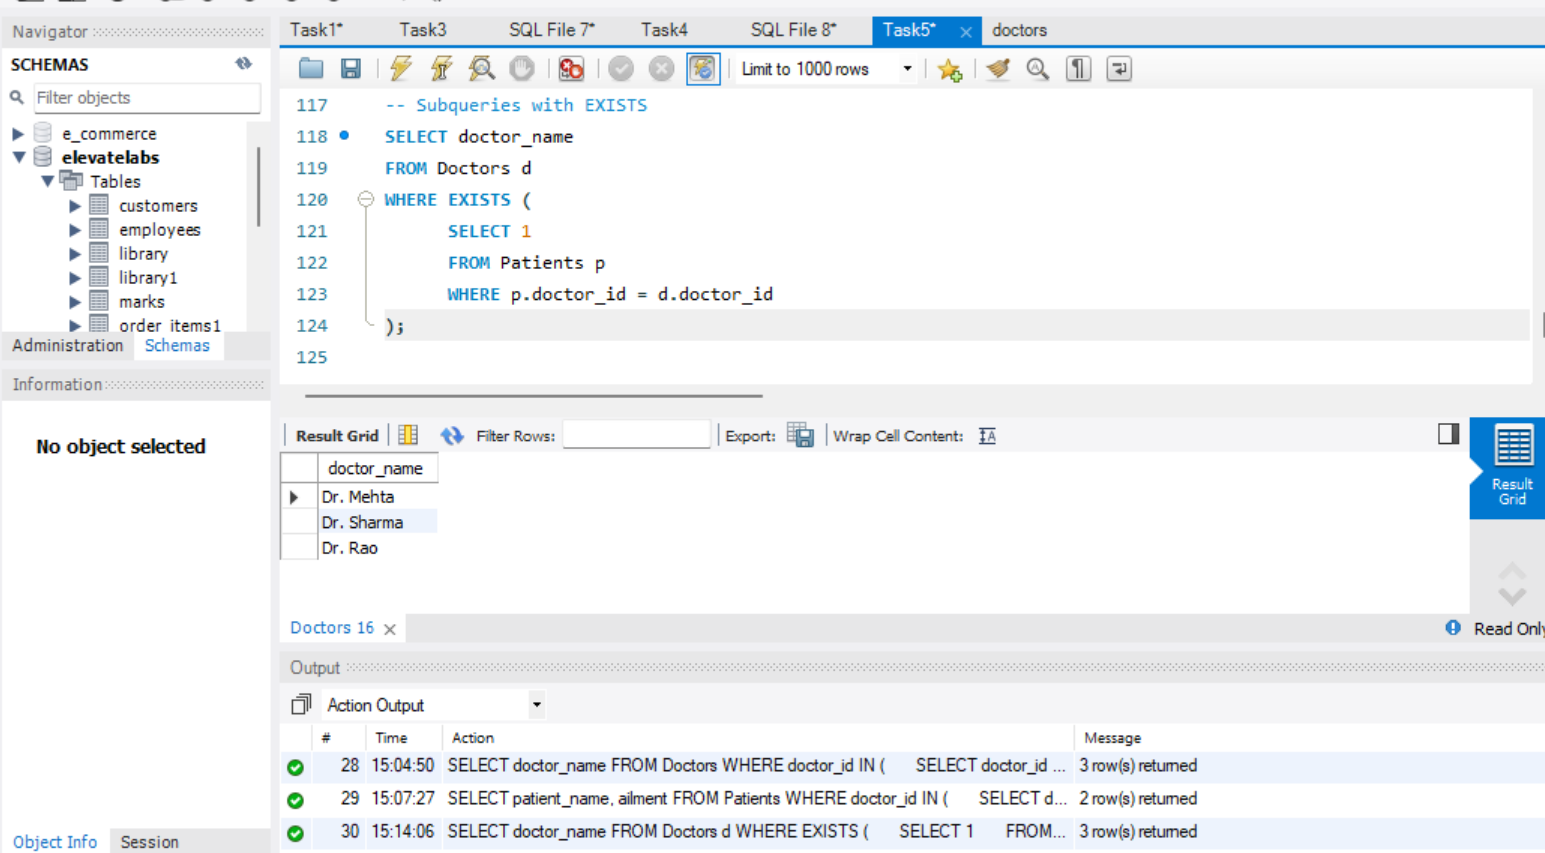 Navigator
Task1*
Task3
SQL File 7*
Task4
SQL File 8*
Task5*
doctors
SCHEMAS
Filter objects
e_commerce
elevatelabs
Tables
customers
employees
library
library1
marks
order_items1
Administration
Schemas
Information
No object selected
Object Info
Session
Limit to 1000 rows
117 -- Subqueries with EXISTS
118 SELECT doctor_name
119 FROM Doctors d
120 WHERE EXISTS (
121 SELECT 1
122 FROM Patients p
123 WHERE p.doctor_id = d.doctor_id
124 );
125
Result Grid
Filter Rows:
Export:
Wrap Cell Content:
doctor_name
Dr. Mehta
Dr. Sharma
Dr. Rao
Result
Grid
Doctors 16
Read Only
Output
Action Output
# Time Action Message
28 15:04:50 SELECT doctor_name FROM Doctors WHERE doctor_id IN ( SELECT doctor_id ... 3 row(s) returned
29 15:07:27 SELECT patient_name, ailment FROM Patients WHERE doctor_id IN ( SELECT d... 2 row(s) returned
30 15:14:06 SELECT doctor_name FROM Doctors d WHERE EXISTS ( SELECT 1 FROM... 3 row(s) returned